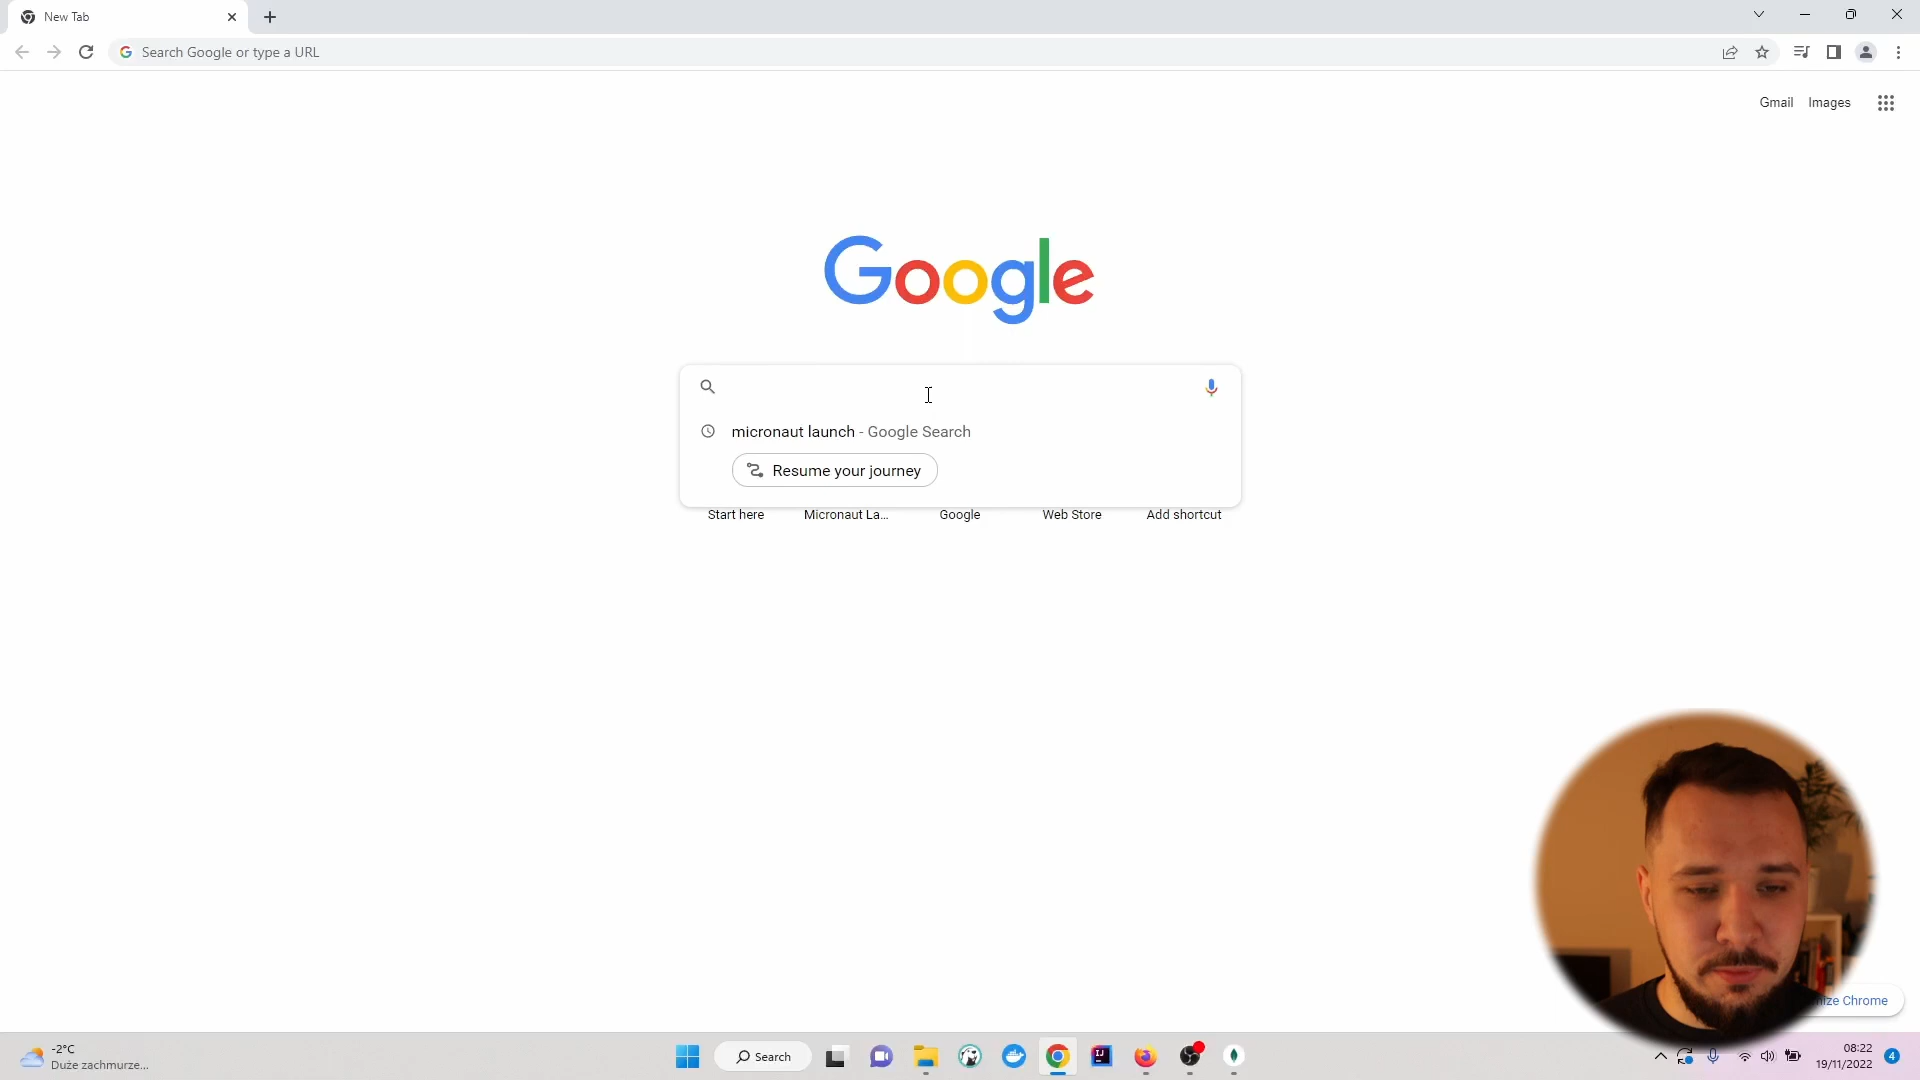 New Tab
Search Google or type a URL
Gmail Images
Google
micronaut launch - Google Search
Resume your journey
Start here Micronaut La... Google Web Store Add shortcut
ize Chrome
-2°C
Duże zachmurze...
Search
08:22
19/11/2022
4